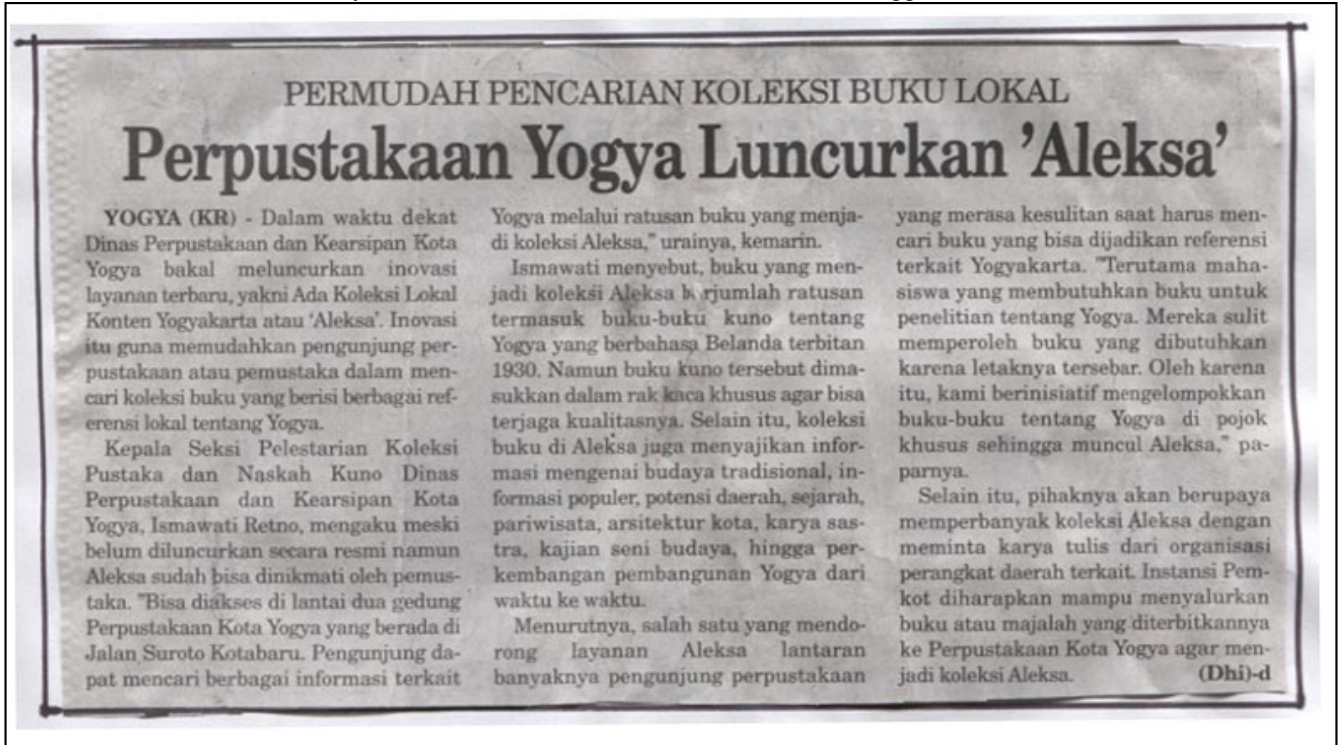 PERMUDAH PENCARIAN KOLEKSI BUKU LOKAL
Perpustakaan Yogya Luncurkan 'Aleksa'
YOGYA (KR) - Dalam waktu dekat
Dinas Perpustakaan dan Kearsipan Kota
Yogya bakal meluncurkan inovasi
layanan terbaru, yakni Ada Koleksi Lokal
Konten Yogyakarta atau 'Aleksa'. Inovasi
itu guna memudahkan pengunjung per-
pustakaan atau pemustaka dalam men-
cari koleksi buku yang berisi berbagai ref-
erensi lokal tentang Yogya.
Kepala Seksi Pelestarian Koleksi
Pustaka dan Naskah Kuno Dinas
Perpustakaan dan Kearsipan Kota
Yogya, Ismawati Retno, mengaku meski
belum diluncurkan secara resmi namun
Aleksa sudah bisa dinikmati oleh pemus-
taka. "Bisa diakses di lantai dua gedung
Perpustakaan Kota Yogya yang berada di
Jalan Suroto Kotabaru. Pengunjung da-
pat mencari berbagai informasi terkait
Yogya melalui ratusan buku yang menja-
di koleksi Aleksa," urainya, kemarin.
Ismawati menyebut, buku yang men-
jadi koleksi Aleksa berjumlah ratusan
termasuk buku-buku kuno tentang
Yogya yang berbahasa Belanda terbitan
1930. Namun buku kuno tersebut dima-
sukkan dalam rak kaca khusus agar bisa
terjaga kualitasnya. Selain itu, koleksi
buku di Aleksa juga menyajikan infor-
masi mengenai budaya tradisional, in-
formasi populer, potensi daerah, sejarah,
pariwisata, arsitektur kota, karya sas-
tra, kajian seni budaya, hingga per-
kembangan pembangunan Yogya dari
waktu ke waktu.
Menurutnya, salah satu yang mendo-
rong layanan Aleksa lantaran
banyaknya pengunjung perpustakaan
yang merasa kesulitan saat harus men-
cari buku yang bisa dijadikan referensi
terkait Yogyakarta. "Terutama maha-
siswa yang membutuhkan buku untuk
penelitian tentang Yogya. Mereka sulit
memperoleh buku yang dibutuhkan
karena letaknya tersebar. Oleh karena
itu, kami berinisiatif mengelompokkan
buku-buku tentang Yogya di pojok
khusus sehingga muncul Aleksa," pa-
parnya.
Selain itu, pihaknya akan berupaya
memperbanyak koleksi Aleksa dengan
meminta karya tulis dari organisasi
perangkat daerah terkait. Instansi Pem-
kot diharapkan mampu menyalurkan
buku atau majalah yang diterbitkannya
ke Perpustakaan Kota Yogya agar men-
jadi koleksi Aleksa. (Dhi)-d